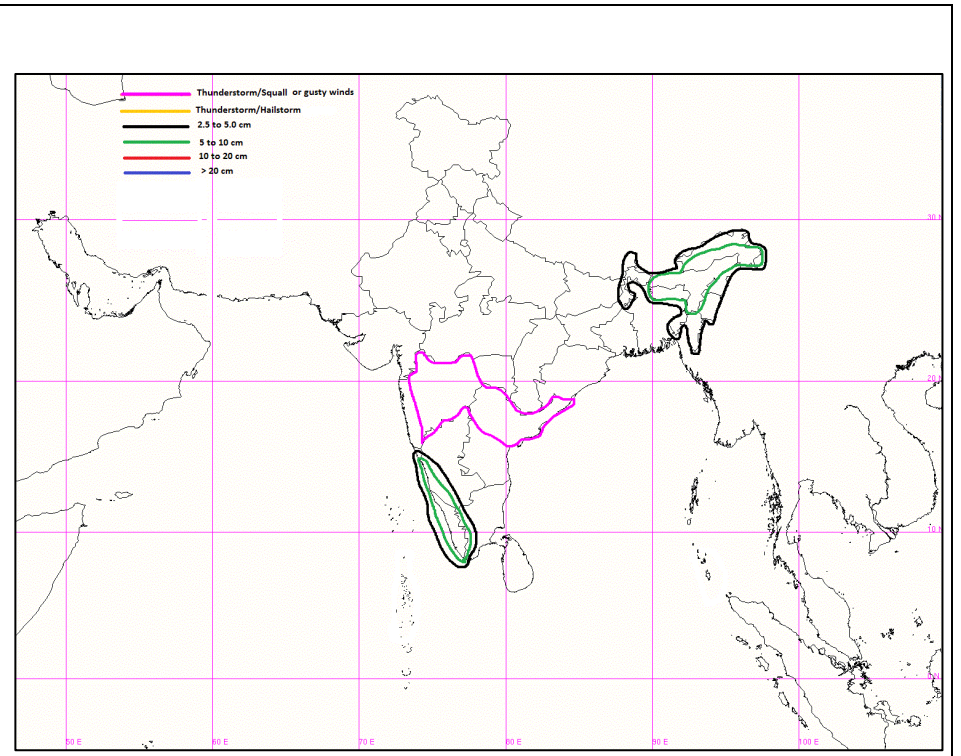 Thunderstorm/Squall or gusty winds
Thunderstorm/Hailstorm
2.5 to 5.0 cm
5 to 10 cm
10 to 20 cm
> 20 cm
30 N
20 N
10 N
50 E
60 E
70 E
80 E
90 E
100 E